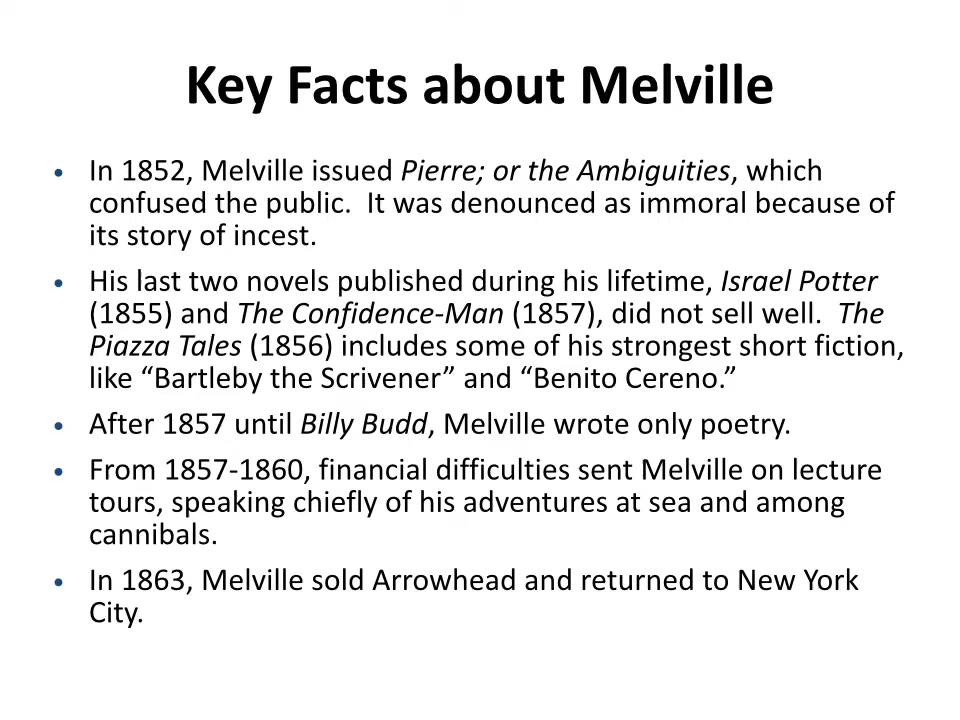 Key Facts about Melville
• In 1852, Melville issued Pierre; or the Ambiguities, which
confused the public.  It was denounced as immoral because of
its story of incest.
• His last two novels published during his lifetime, Israel Potter
(1855) and The Confidence-Man (1857), did not sell well.  The
Piazza Tales (1856) includes some of his strongest short fiction,
like “Bartleby the Scrivener” and “Benito Cereno.”
• After 1857 until Billy Budd, Melville wrote only poetry.
• From 1857-1860, financial difficulties sent Melville on lecture
tours, speaking chiefly of his adventures at sea and among
cannibals.
• In 1863, Melville sold Arrowhead and returned to New York
City.